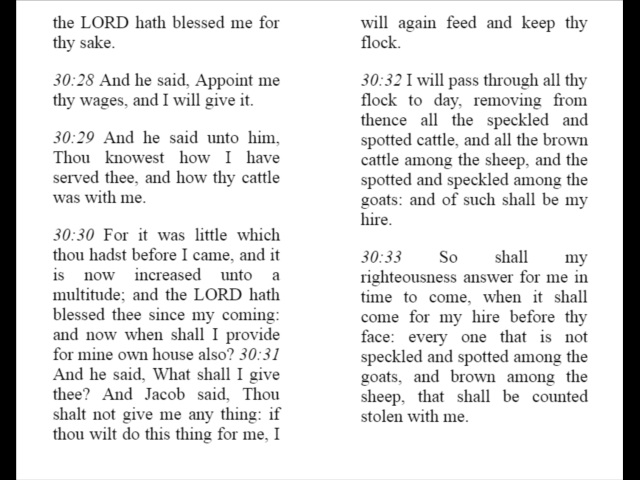 the LORD hath blessed me for
thy sake.
30:28 And he said, Appoint me
thy wages, and I will give it.
30:29 And he said unto him,
Thou knowest how I have
served thee, and how thy cattle
was with me.
30:30 For it was little which
thou hadst before I came, and it
is now increased unto a
multitude; and the LORD hath
blessed thee since my coming:
and now when shall I provide
for mine own house also? 30:31
And he said, What shall I give
thee? And Jacob said, Thou
shalt not give me any thing: if
thou wilt do this thing for me, I
will again feed and keep thy
flock.
30:32 I will pass through all thy
flock to day, removing from
thence all the speckled and
spotted cattle, and all the brown
cattle among the sheep, and the
spotted and speckled among the
goats: and of such shall be my
hire.
30:33 So shall my
righteousness answer for me in
time to come, when it shall
come for my hire before thy
face: every one that is not
speckled and spotted among the
goats, and brown among the
sheep, that shall be counted
stolen with me.